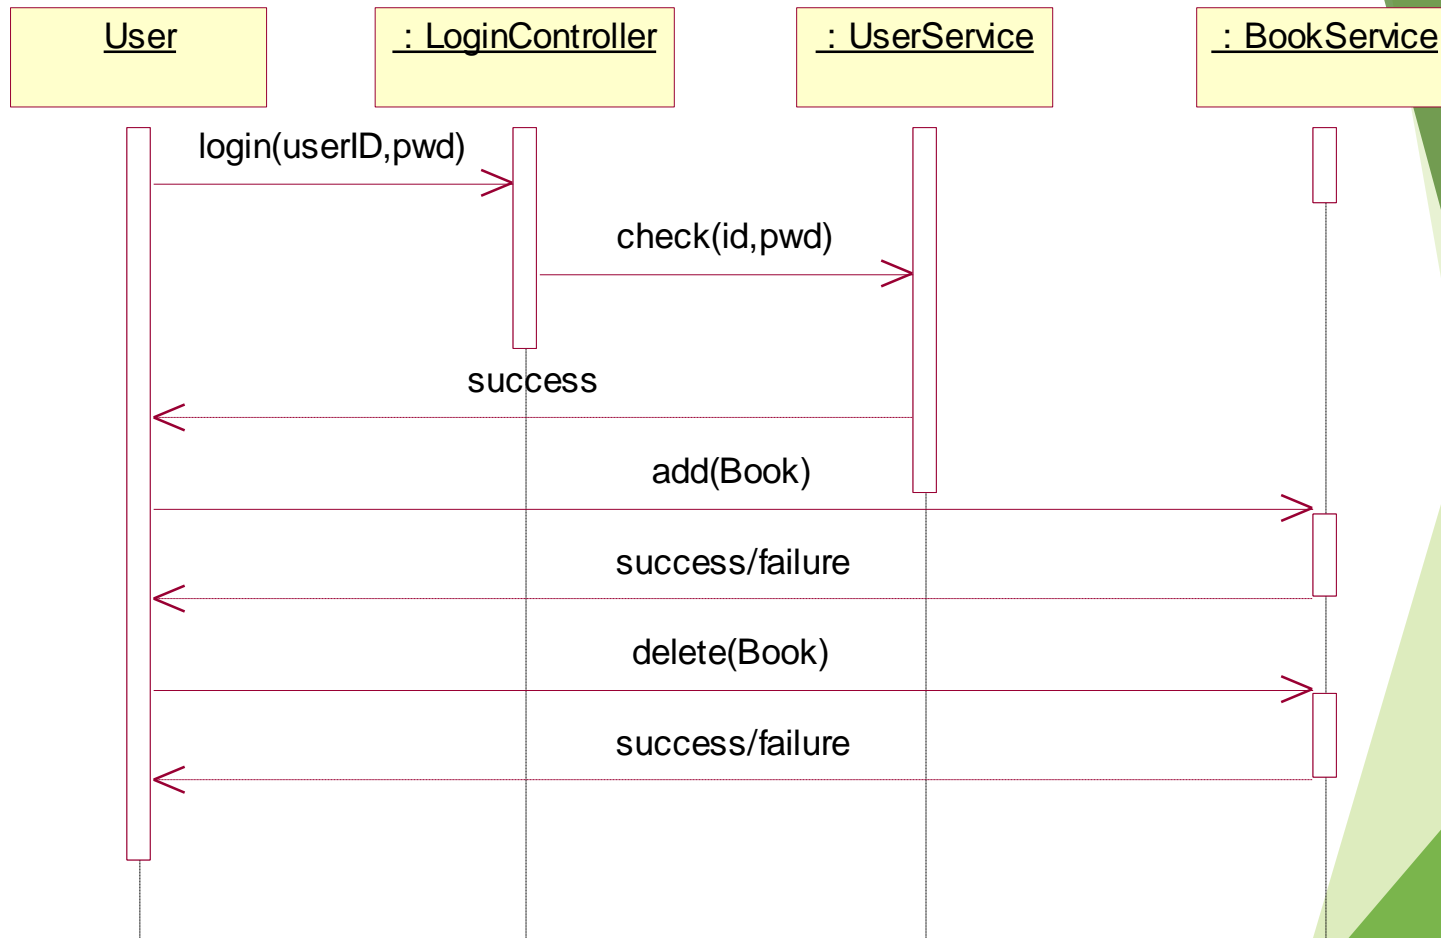 User
: LoginController
: UserService
: BookService
login(userID,pwd)
check(id,pwd)
success
add(Book)
success/failure
delete(Book)
success/failure